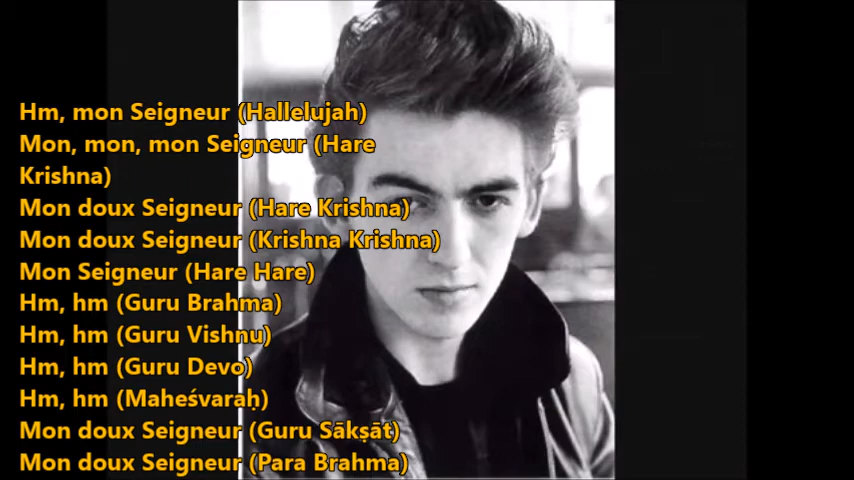 Hm, mon Seigneur (Hallelujah)
Mon, mon, mon Seigneur (Hare
Krishna)
Mon doux Seigneur (Hare Krishna)
Mon doux Seigneur (Krishna Krishna)
Mon Seigneur (Hare Hare)
Hm, hm (Guru Brahma)
Hm, hm (Guru Vishnu)
Hm, hm (Guru Devo)
Hm, hm (Maheśvaraḥ)
Mon doux Seigneur (Guru Sākṣāt)
Mon doux Seigneur (Para Brahma)